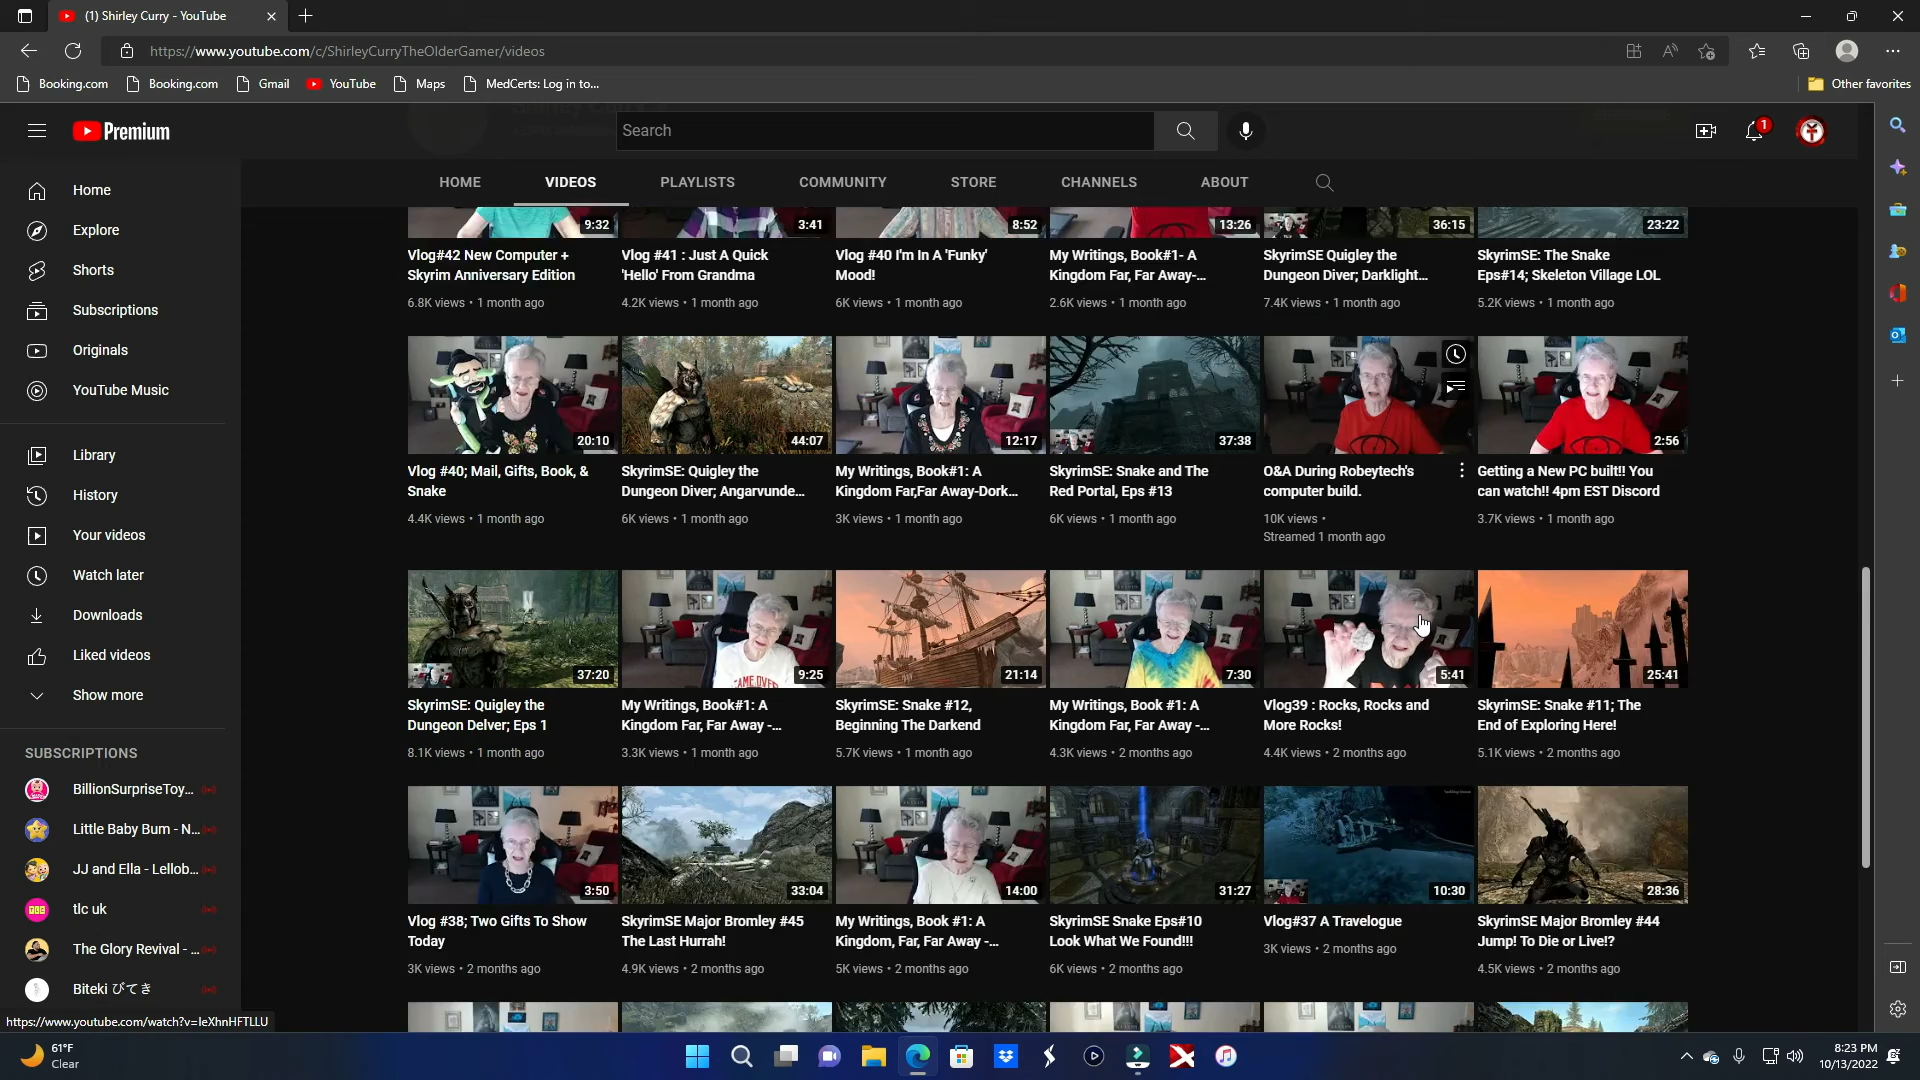 (1) Shirley Curry - YouTube
https://www.youtube.com/c/ShirleyCurryTheOlderGamer/videos
Booking.com
Booking.com
Gmail
YouTube
Maps
MedCerts: Log in to...
Other favorites
Premium
Search
1
HOME
VIDEOS
PLAYLISTS
COMMUNITY
STORE
CHANNELS
ABOUT
Home
Explore
Shorts
Subscriptions
Originals
YouTube Music
Library
History
Your videos
Watch later
Downloads
Liked videos
Show more
SUBSCRIPTIONS
BillionSurpriseToy...
Little Baby Bum - N...
JJ and Ella - Lellob...
tlc uk
The Glory Revival - ...
Biteki びてき
9:32
Vlog#42 New Computer +
Skyrim Anniversary Edition
6.8K views • 1 month ago
3:41
Vlog #41 : Just A Quick
'Hello' From Grandma
4.2K views • 1 month ago
8:52
Vlog #40 I'm In A 'Funky'
Mood!
6K views • 1 month ago
13:26
My Writings, Book#1- A
Kingdom Far, Far Away-...
2.6K views • 1 month ago
36:15
SkyrimSE Quigley the
Dungeon Diver; Darklight...
7.4K views • 1 month ago
23:22
SkyrimSE: The Snake
Eps#14; Skeleton Village LOL
5.2K views • 1 month ago
20:10
Vlog #40; Mail, Gifts, Book, &
Snake
4.4K views • 1 month ago
44:07
SkyrimSE: Quigley the
Dungeon Diver; Angarvunde...
6K views • 1 month ago
12:17
My Writings, Book#1: A
Kingdom Far,Far Away-Dork...
3K views • 1 month ago
37:38
SkyrimSE: Snake and The
Red Portal, Eps #13
6K views • 1 month ago
O&A During Robeytech's
computer build.
10K views •
Streamed 1 month ago
2:56
Getting a New PC built!! You
can watch!! 4pm EST Discord
3.7K views • 1 month ago
37:20
SkyrimSE: Quigley the
Dungeon Delver; Eps 1
8.1K views • 1 month ago
GAME OVER
9:25
My Writings, Book#1: A
Kingdom Far, Far Away -...
3.3K views • 1 month ago
21:14
SkyrimSE: Snake #12,
Beginning The Darkend
5.7K views • 1 month ago
7:30
My Writings, Book #1: A
Kingdom Far, Far Away -...
4.3K views • 2 months ago
5:41
Vlog39 : Rocks, Rocks and
More Rocks!
4.4K views • 2 months ago
25:41
SkyrimSE: Snake #11; The
End of Exploring Here!
5.1K views • 2 months ago
3:50
Vlog #38; Two Gifts To Show
Today
3K views • 2 months ago
33:04
SkyrimSE Major Bromley #45
The Last Hurrah!
4.9K views • 2 months ago
14:00
My Writings, Book #1: A
Kingdom, Far, Far Away -...
5K views • 2 months ago
31:27
SkyrimSE Snake Eps#10
Look What We Found!!!
6K views • 2 months ago
10:30
Vlog#37 A Travelogue
3K views • 2 months ago
28:36
SkyrimSE Major Bromley #44
Jump! To Die or Live!?
4.5K views • 2 months ago
https://www.youtube.com/watch?v=IeXhnHFTLLU
61°F
Clear
8:23 PM
10/13/2022